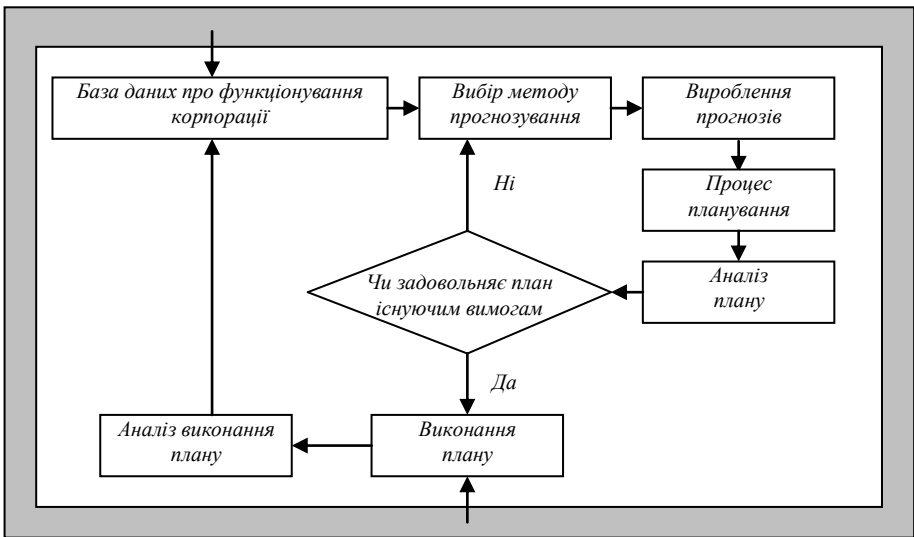 База даних про функціонування
корпорації
Вибір методу
прогнозування
Вироблення
прогнозів
Процес
планування
Ні
Чи задовольняє план
існуючим вимогам
Аналіз
плану
Да
Аналіз виконання
плану
Виконання
плану